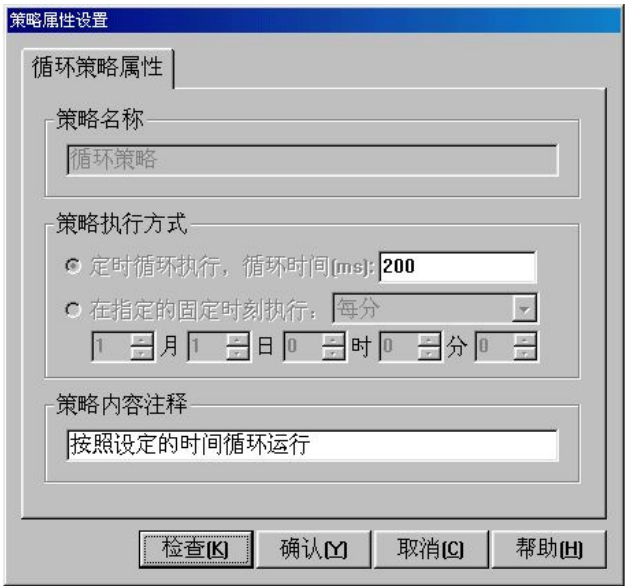 策略属性设置
循环策略属性
策略名称
循环策略
策略执行方式
定时循环执行，循环时间(ms): 200
在指定的固定时刻执行： 每分
1 月 1 日 0 时 0 分 0
策略内容注释
按照设定的时间循环运行
检查(K) 确认(Y) 取消(C) 帮助(H)